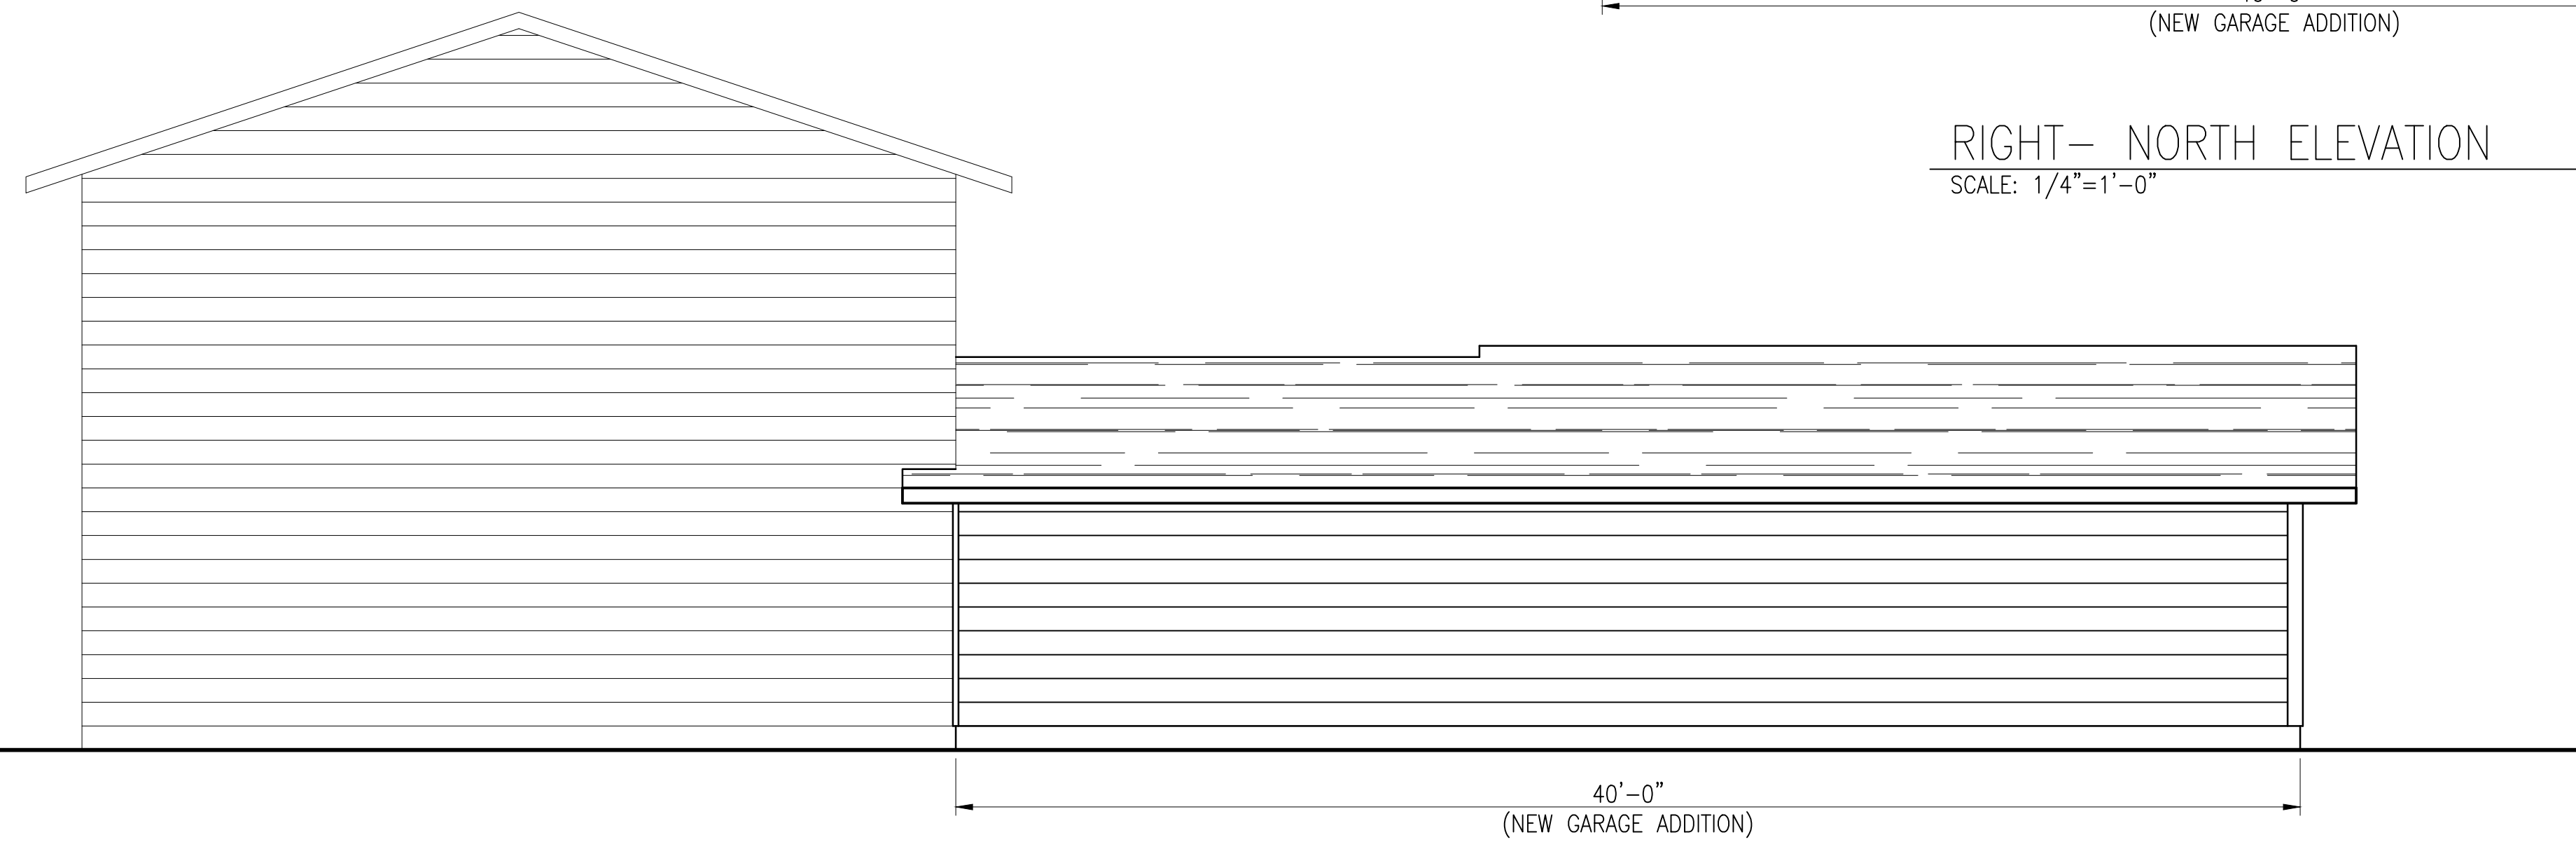 (NEW GARAGE ADDITION)
RIGHT– NORTH ELEVATION
SCALE: 1/4"=1'–0"
40'–0"
(NEW GARAGE ADDITION)